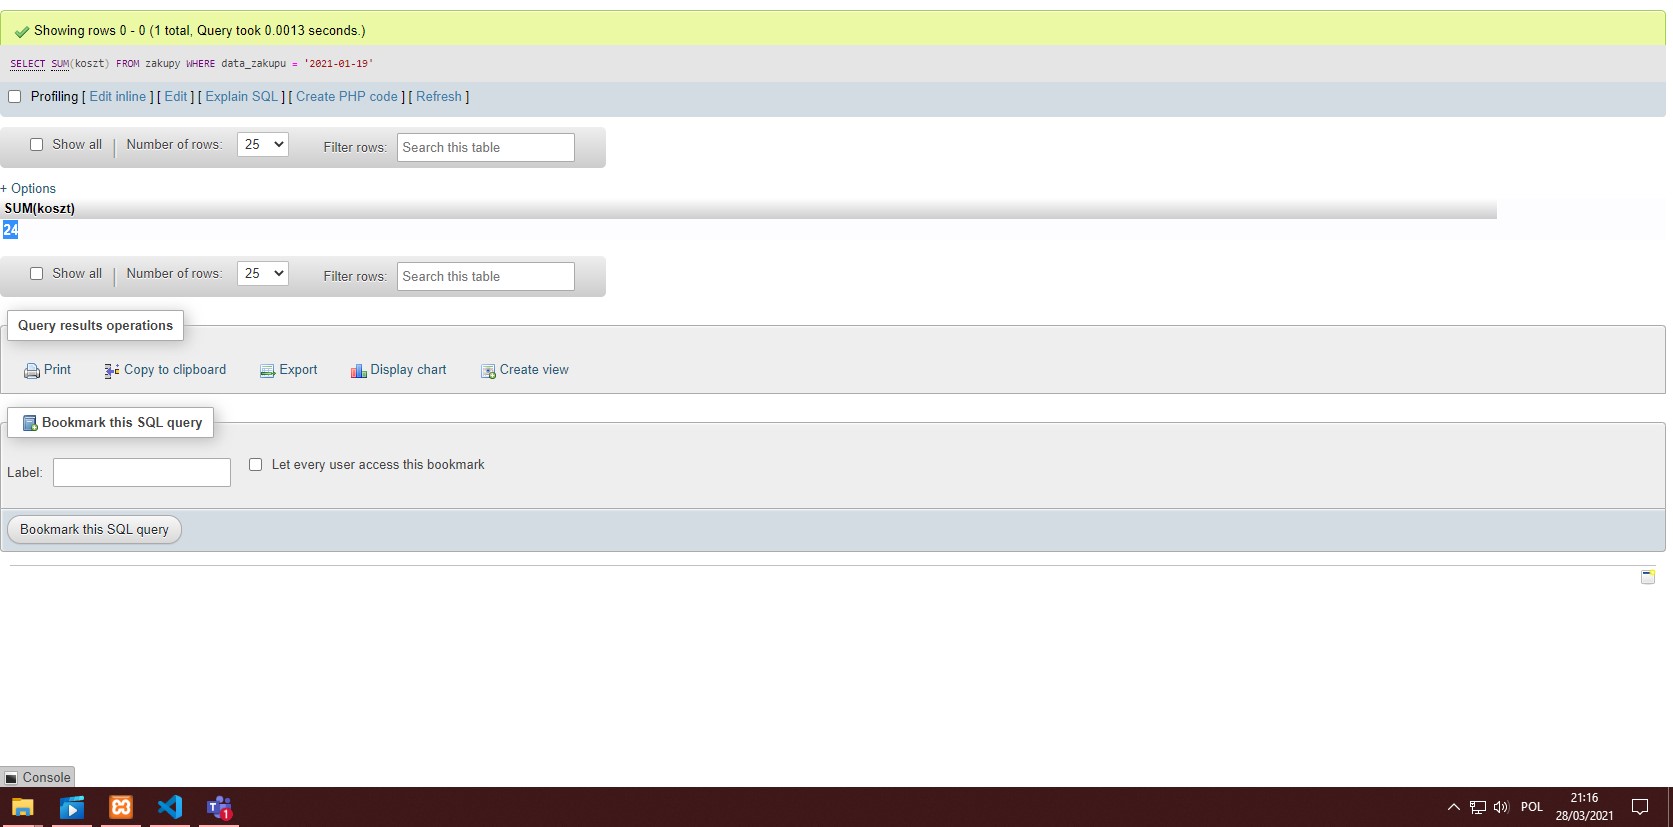 Showing rows 0 - 0 (1 total, Query took 0.0013 seconds.)
SELECT SUM(koszt) FROM zakupy WHERE data_zakupu = '2021-01-19'
Profiling [ Edit inline ] [ Edit ] [ Explain SQL ] [ Create PHP code ] [ Refresh ]
Show all | Number of rows: 25 Filter rows: Search this table
+ Options
SUM(koszt)
24
Show all | Number of rows: 25 Filter rows: Search this table
Query results operations
Print Copy to clipboard Export Display chart Create view
Bookmark this SQL query
Label: Let every user access this bookmark
Bookmark this SQL query
Console
T 1 POL 21:16
28/03/2021